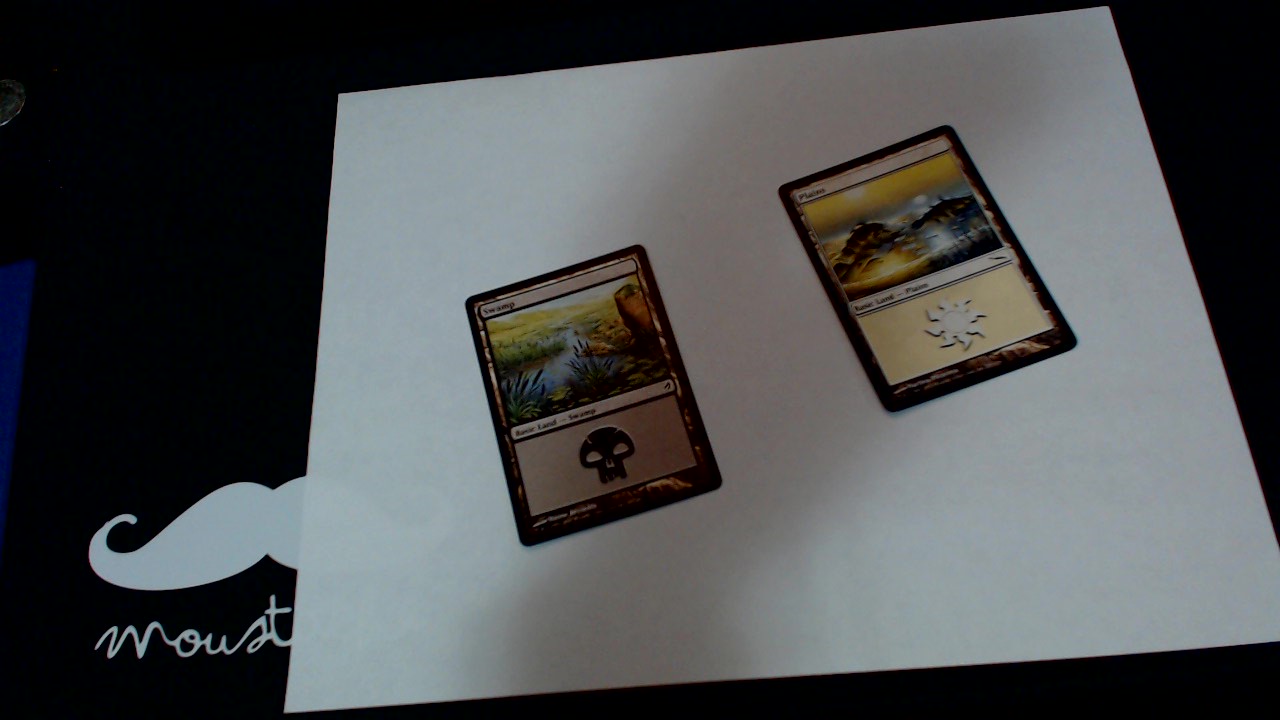 Swamp
Basic Land — Swamp
Plains
Basic Land — Plains
moust